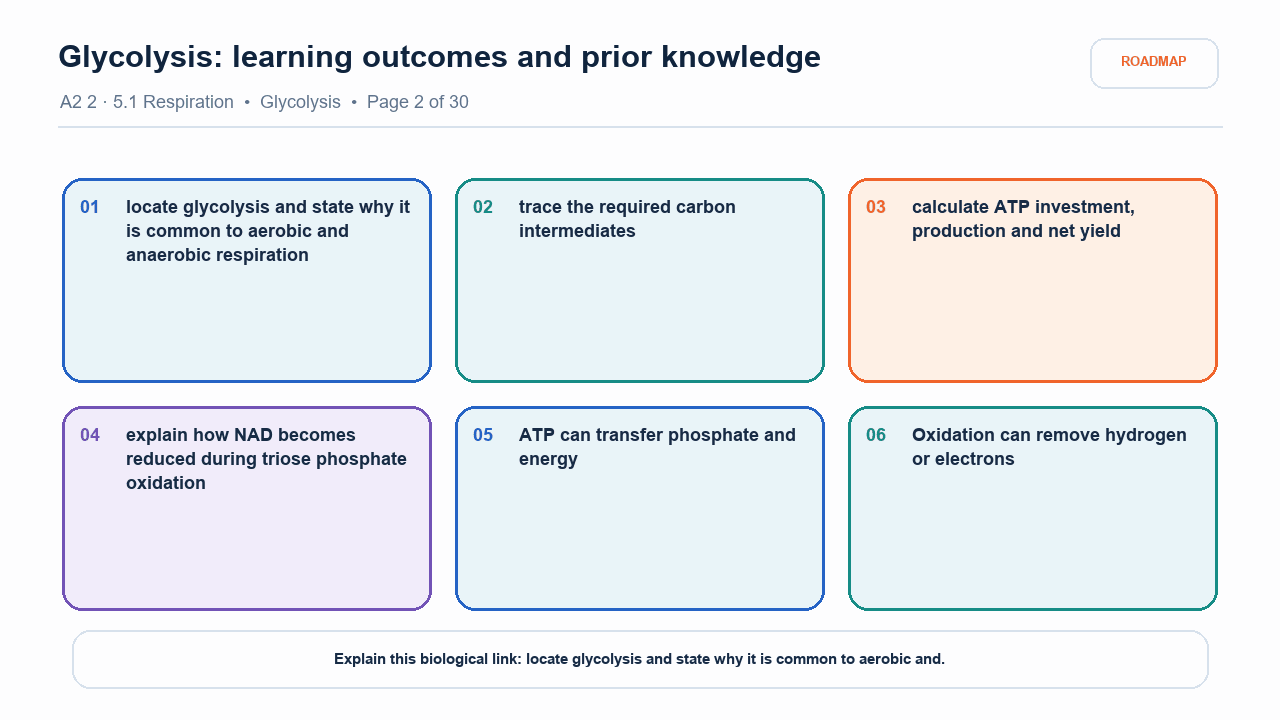 Glycolysis: learning outcomes and prior knowledge
ROADMAP
A2 2 · 5.1 Respiration • Glycolysis • Page 2 of 30
01 locate glycolysis and state why it
is common to aerobic and
anaerobic respiration
02 trace the required carbon
intermediates
03 calculate ATP investment,
production and net yield
04 explain how NAD becomes
reduced during triose phosphate
oxidation
05 ATP can transfer phosphate and
energy
06 Oxidation can remove hydrogen
or electrons
Explain this biological link: locate glycolysis and state why it is common to aerobic and.